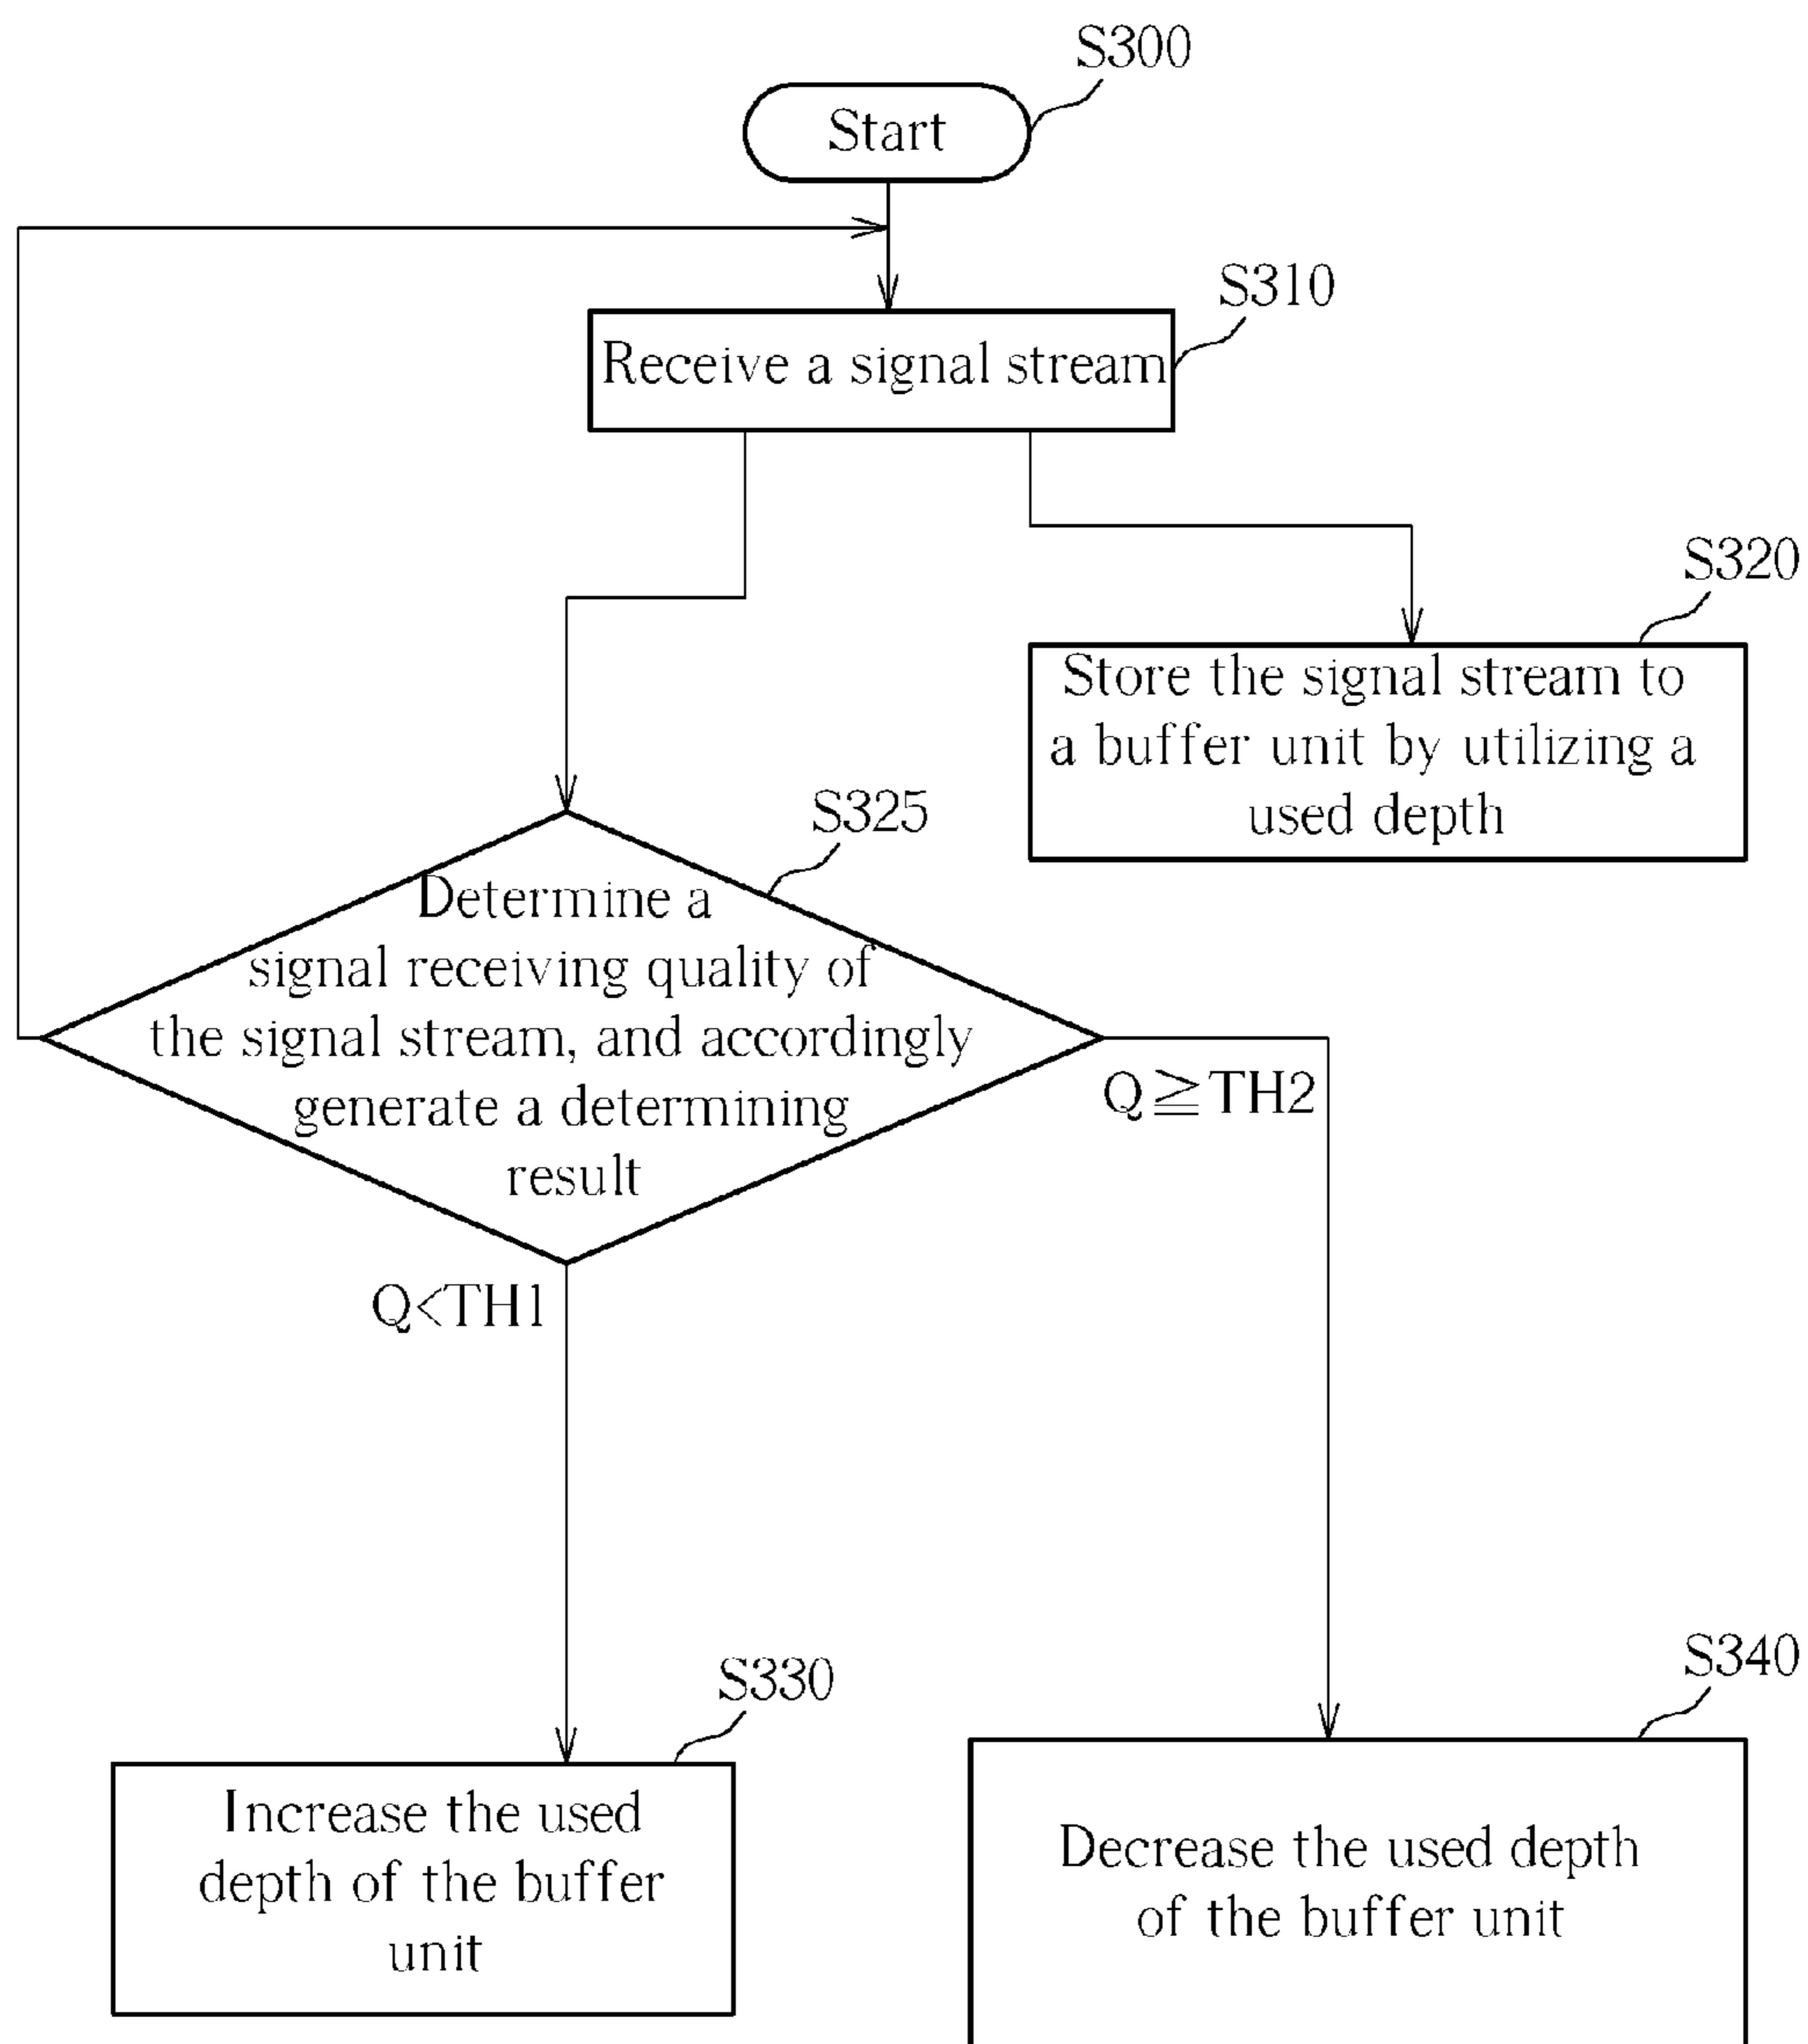 S300
Start
S310
Receive a signal stream
S320
Store the signal stream to
a buffer unit by utilizing a
used depth
S325
Determine a
signal receiving quality of
the signal stream, and accordingly
generate a determining
result
Q≧TH2
Q<TH1
S330
Increase the used
depth of the buffer
unit
S340
Decrease the used depth
of the buffer unit